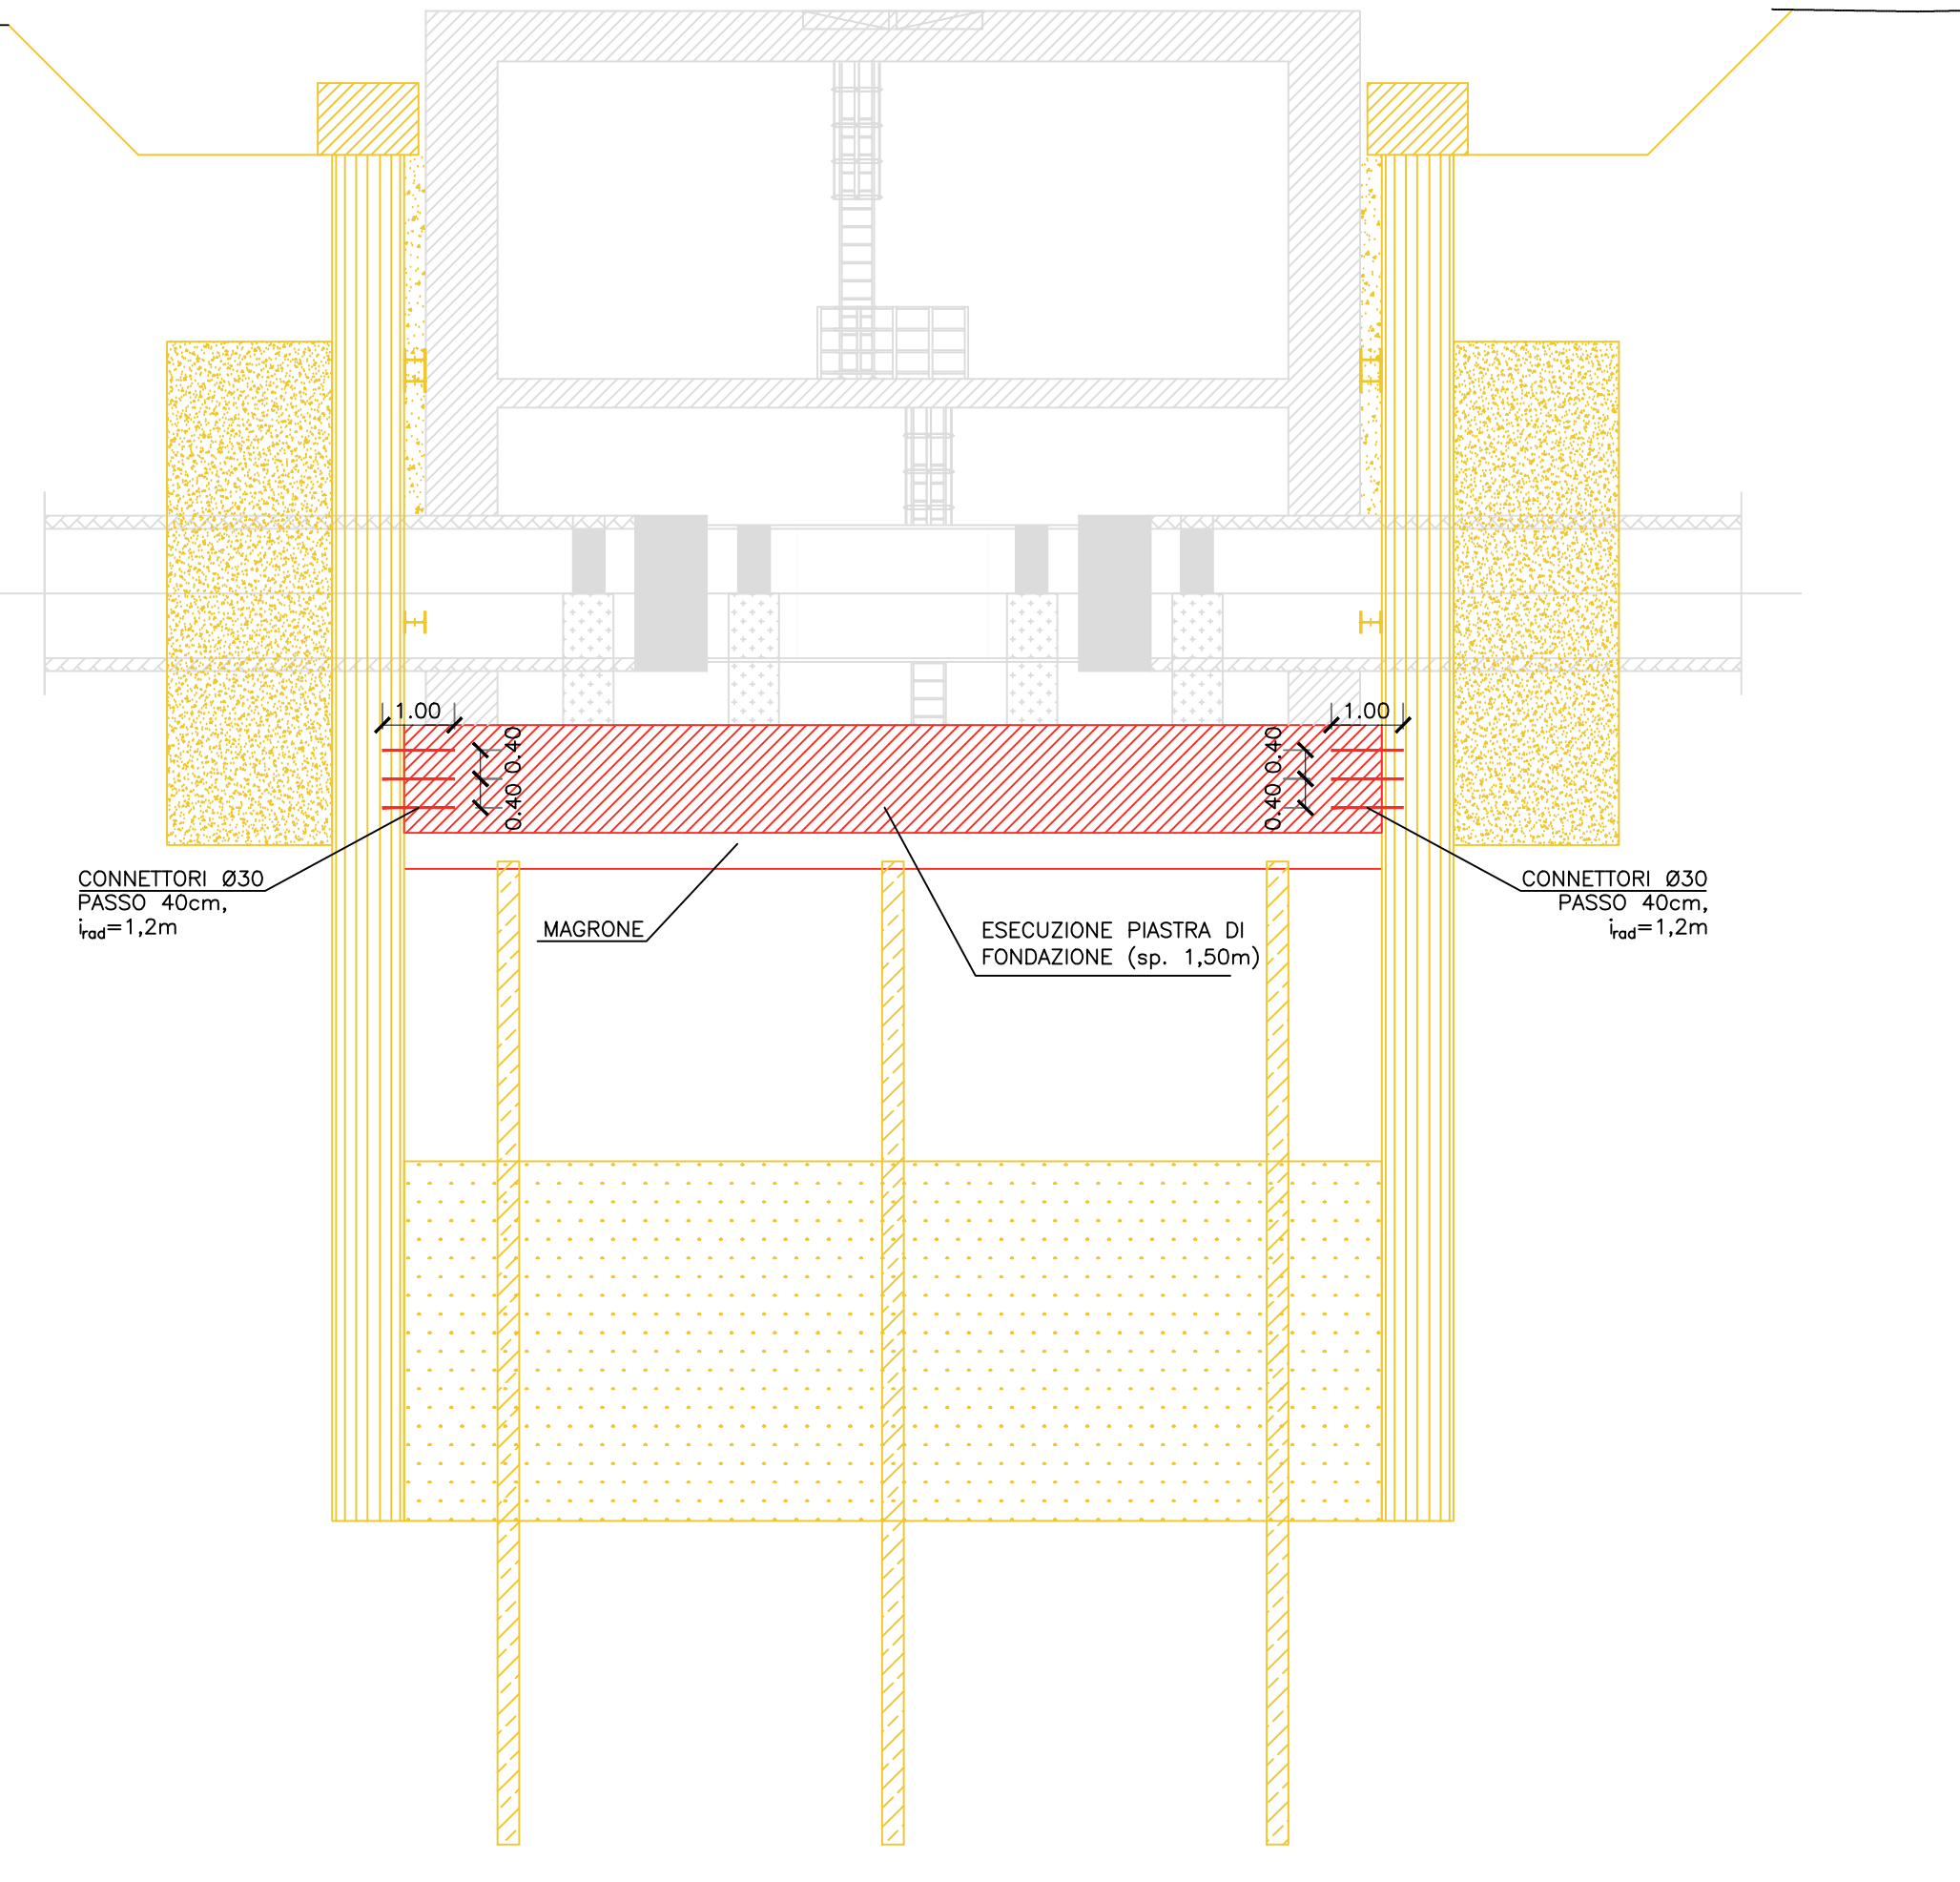 1.00
1.00
0.40
0.40
0.40
0.40
CONNETTORI Ø30
PASSO 40cm,
irad=1,2m
CONNETTORI Ø30
PASSO 40cm,
irad=1,2m
MAGRONE
ESECUZIONE PIASTRA DI
FONDAZIONE (sp. 1,50m)